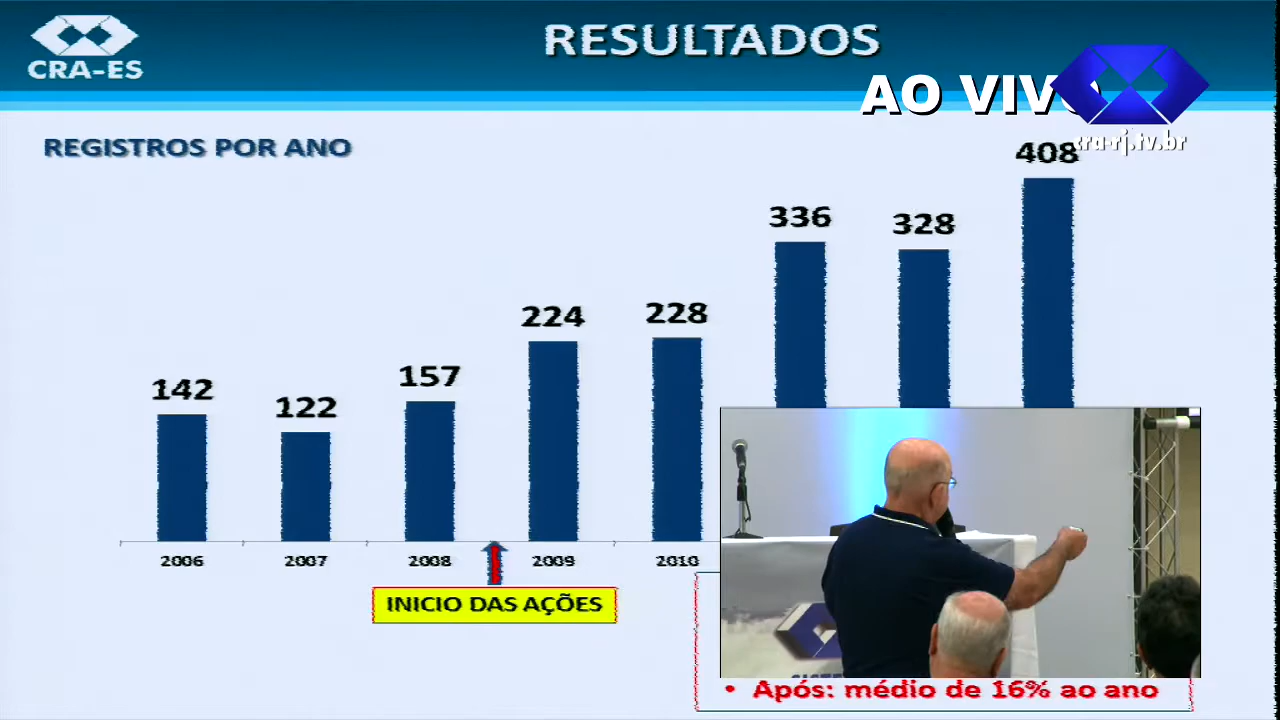 RESULTADOS
CRA-ES
AO VIVO
cra-rj.tv.br
REGISTROS POR ANO
408
336
328
224
228
157
142
122
2006
2007
2008
2009
2010
INICIO DAS AÇÕES
• Após: médio de 16% ao ano